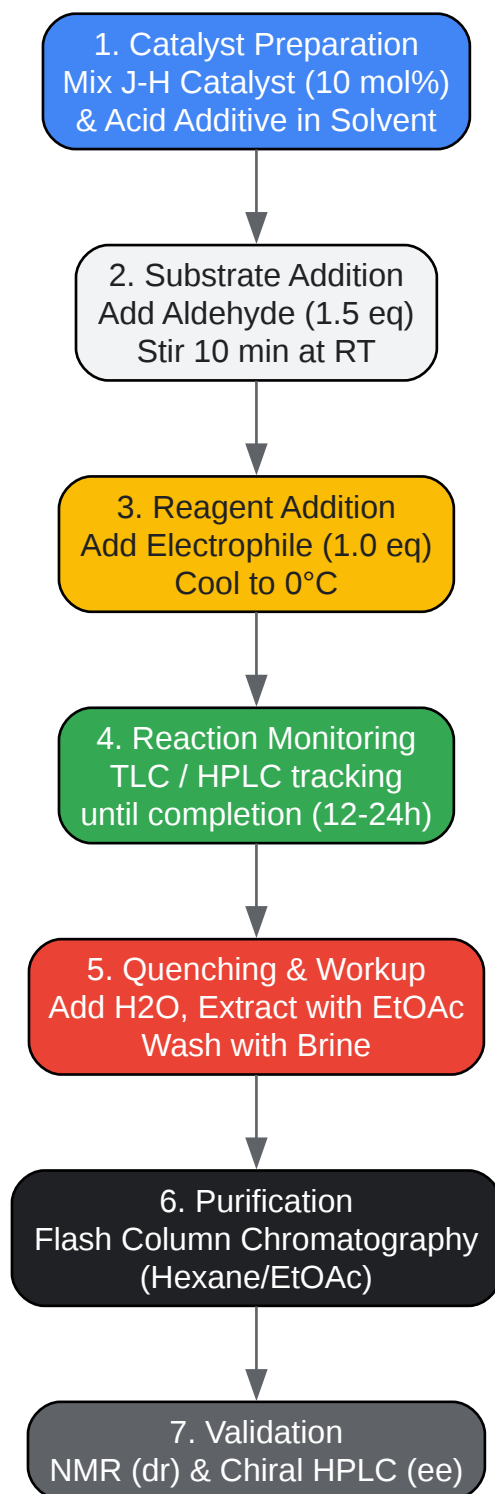 1. Catalyst Preparation
Mix J-H Catalyst (10 mol%)
& Acid Additive in Solvent
2. Substrate Addition
Add Aldehyde (1.5 eq)
Stir 10 min at RT
3. Reagent Addition
Add Electrophile (1.0 eq)
Cool to 0°C
4. Reaction Monitoring
TLC / HPLC tracking
until completion (12-24h)
5. Quenching & Workup
Add H2O, Extract with EtOAc
Wash with Brine
6. Purification
Flash Column Chromatography
(Hexane/EtOAc)
7. Validation
NMR (dr) & Chiral HPLC (ee)